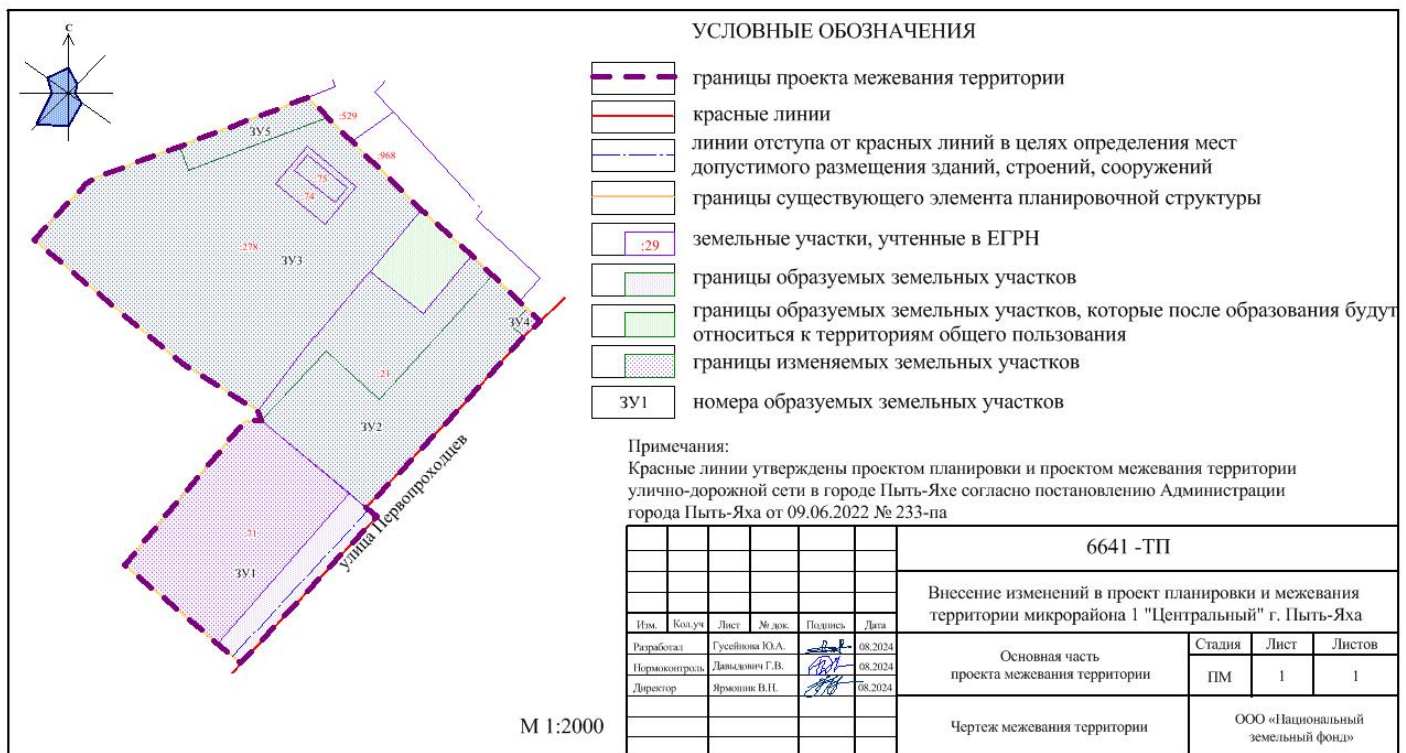 УСЛОВНЫЕ ОБОЗНАЧЕНИЯ
границы проекта межевания территории
красные линии
линии отступа от красных линий в целях определения мест
допустимого размещения зданий, строений, сооружений
границы существующего элемента планировочной структуры
:29
земельные участки, учтенные в ЕГРН
границы образуемых земельных участков
границы образуемых земельных участков, которые после образования будут
относиться к территориям общего пользования
границы изменяемых земельных участков
ЗУ1
номера образуемых земельных участков
С
:529
ЗУ5
:968
:75
:74
:278
ЗУ3
ЗУ4
:21
ЗУ2
улица Первопроходцев
:21
ЗУ1
Примечания:
Красные линии утверждены проектом планировки и проектом межевания территории
улично-дорожной сети в городе Пыть-Яхе согласно постановлению Администрации
города Пыть-Яха от 09.06.2022 № 233-па
6641 -ТП
Внесение изменений в проект планировки и межевания
территории микрорайона 1 "Центральный" г. Пыть-Яха
Изм. Кол.уч Лист № док. Подпись Дата
Разработал Гусейнова Ю.А. 08.2024
Нормоконтроль Давыдович Г.В. 08.2024
Директор Ярмошик В.Н. 08.2024
Основная часть
проекта межевания территории
Стадия Лист Листов
ПМ 1 1
Чертеж межевания территории
ООО «Национальный
земельный фонд»
М 1:2000